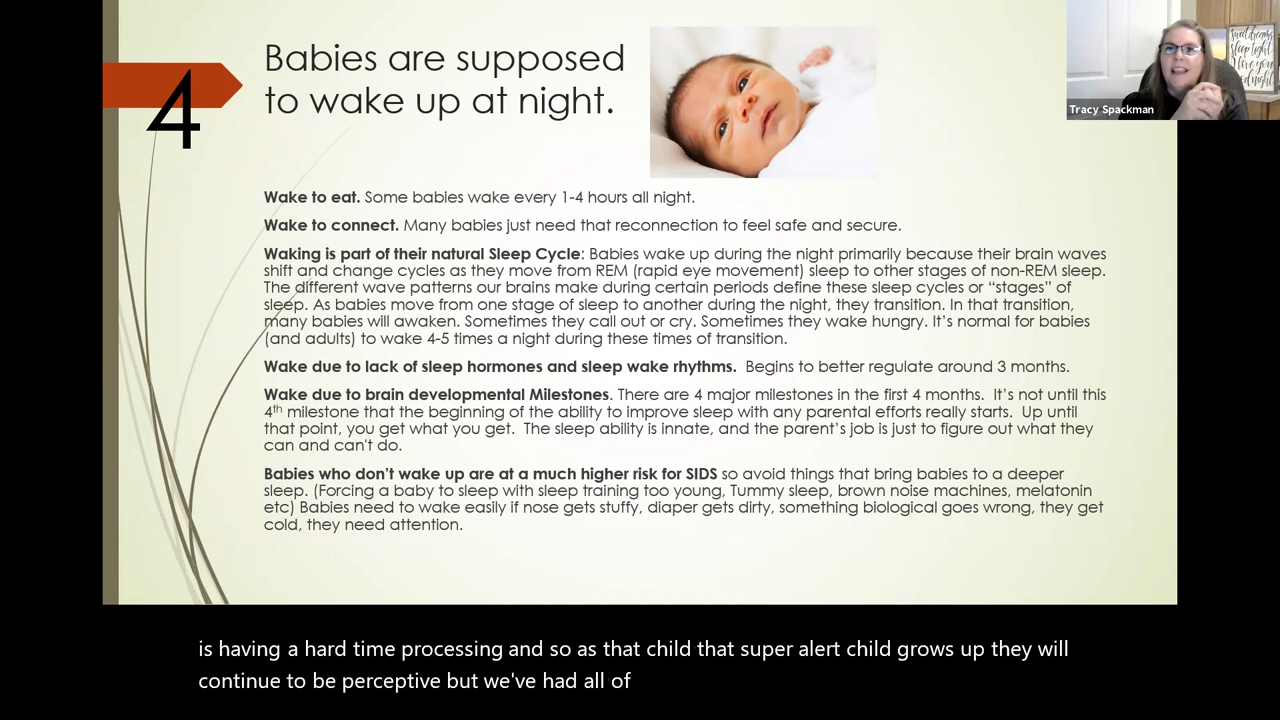 4
Babies are supposed
to wake up at night.
Tracy Spackman
Wake to eat. Some babies wake every 1-4 hours all night.
Wake to connect. Many babies just need that reconnection to feel safe and secure.
Waking is part of their natural Sleep Cycle: Babies wake up during the night primarily because their brain waves
shift and change cycles as they move from REM (rapid eye movement) sleep to other stages of non-REM sleep.
The different wave patterns our brains make during certain periods define these sleep cycles or “stages” of
sleep. As babies move from one stage of sleep to another during the night, they transition. In that transition,
many babies will awaken. Sometimes they call out or cry. Sometimes they wake hungry. It’s normal for babies
(and adults) to wake 4-5 times a night during these times of transition.
Wake due to lack of sleep hormones and sleep wake rhythms. Begins to better regulate around 3 months.
Wake due to brain developmental Milestones. There are 4 major milestones in the first 4 months. It’s not until this
4th milestone that the beginning of the ability to improve sleep with any parental efforts really starts. Up until
that point, you get what you get. The sleep ability is innate, and the parent’s job is just to figure out what they
can and can't do.
Babies who don’t wake up are at a much higher risk for SIDS so avoid things that bring babies to a deeper
sleep. (Forcing a baby to sleep with sleep training too young, Tummy sleep, brown noise machines, melatonin
etc) Babies need to wake easily if nose gets stuffy, diaper gets dirty, something biological goes wrong, they get
cold, they need attention.
is having a hard time processing and so as that child that super alert child grows up they will
continue to be perceptive but we've had all of